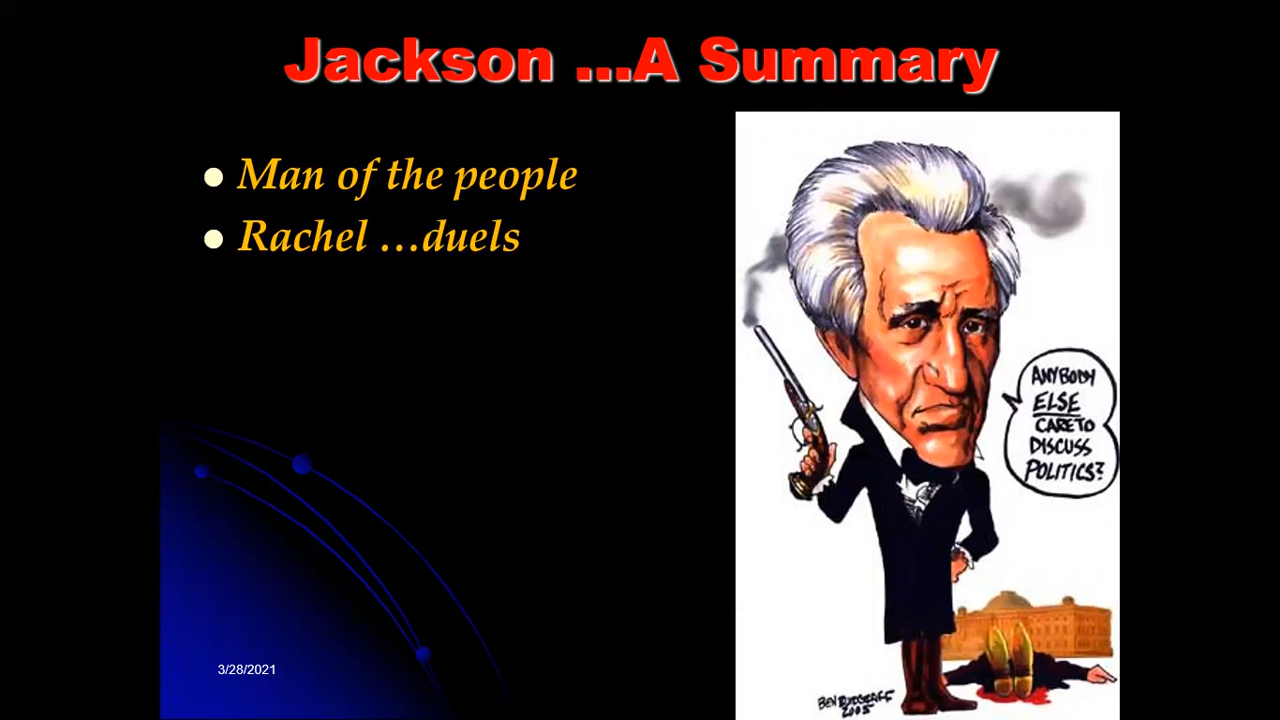 Jackson ...A Summary
Man of the people
Rachel ...duels
ANYBODY
ELSE
CARE TO
DISCUSS
POLITICS?
3/28/2021
BEN
2005